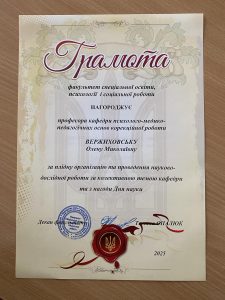 Грамота
факультет спеціальної освіти,
психології і соціальної роботи
НАГОРОДЖУЄ
професора кафедри психолого-медико-
педагогічних основ корекційної роботи
ВЕРЖИХОВСЬКУ
Олену Миколаївну
за плідну організацію та проведення науково-
дослідної роботи за колективною темою кафедри
та з нагоди Дня науки
Декан
2025